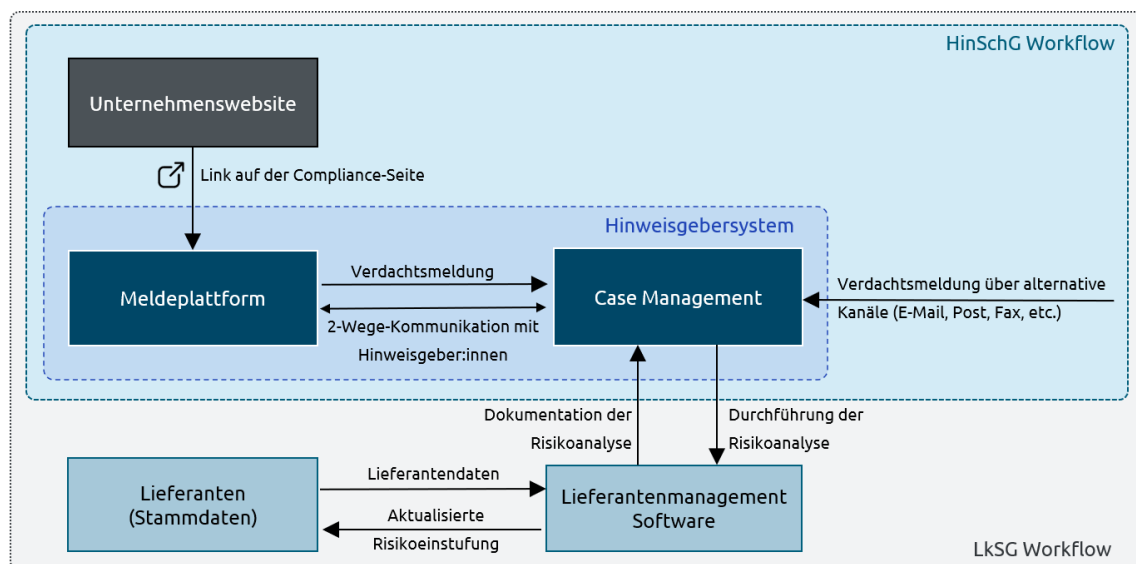 HinSchG Workflow
Unternehmenswebsite
Link auf der Compliance-Seite
Hinweisgebersystem
Meldeplattform
Verdachtsmeldung
2-Wege-Kommunikation mit
Hinweisgeber:innen
Case Management
Verdachtsmeldung über alternative
Kanäle (E-Mail, Post, Fax, etc.)
Dokumentation der
Risikoanalyse
Durchführung der
Risikoanalyse
Lieferanten
(Stammdaten)
Lieferantendaten
Aktualisierte
Risikoeinstufung
Lieferantenmanagement
Software
LkSG Workflow